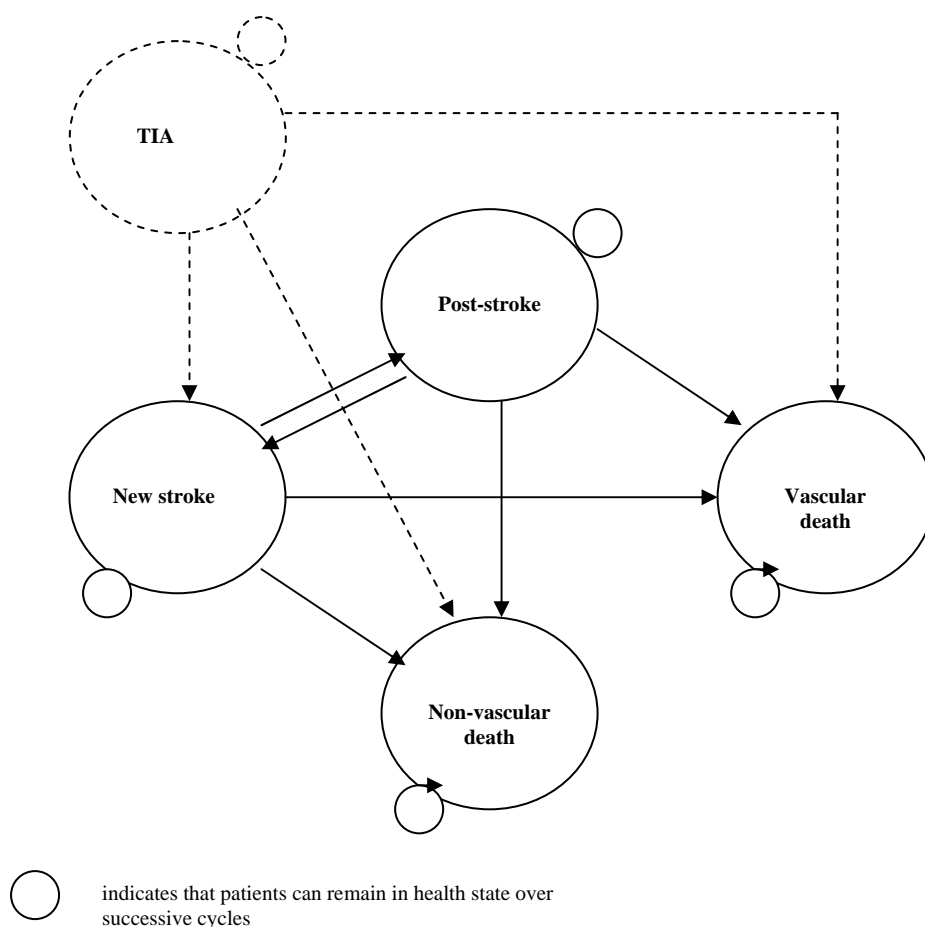 TIA
Post-stroke
New stroke
Vascular
death
Non-vascular
death
indicates that patients can remain in health state over
successive cycles